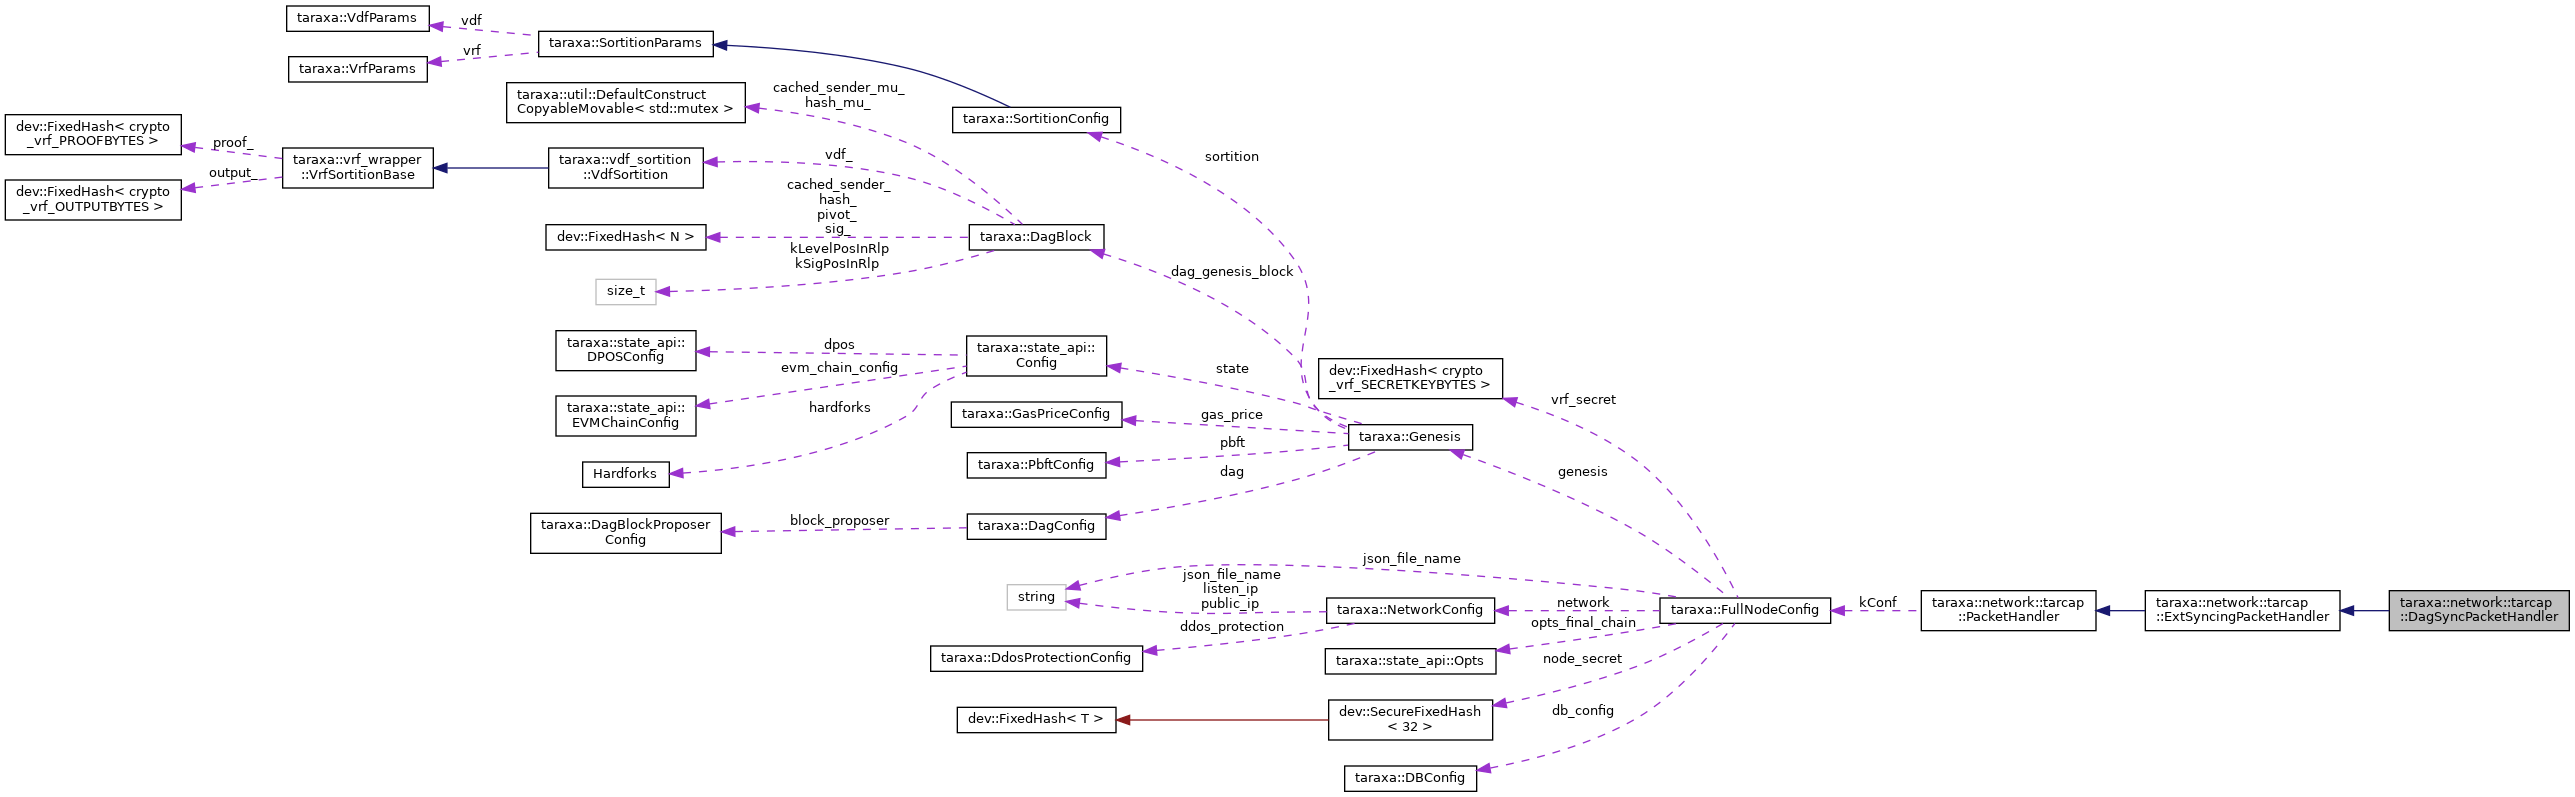 taraxa::VdfParams
vdf
taraxa::SortitionParams
vrf
taraxa::VrfParams
taraxa::util::DefaultConstruct
CopyableMovable< std::mutex >
cached_sender_mu_
hash_mu_
taraxa::SortitionConfig
dev::FixedHash< crypto
_vrf_PROOFBYTES >
proof_
taraxa::vrf_wrapper
::VrfSortitionBase
taraxa::vdf_sortition
::VdfSortition
vdf_
sortition
output_
dev::FixedHash< crypto
_vrf_OUTPUTBYTES >
cached_sender_
hash_
pivot_
sig_
dev::FixedHash< N >
taraxa::DagBlock
kLevelPosInRlp
kSigPosInRlp
size_t
dag_genesis_block
taraxa::state_api::
DPOSConfig
dpos
taraxa::state_api::
Config
evm_chain_config
state
taraxa::state_api::
EVMChainConfig
hardforks
Hardforks
taraxa::GasPriceConfig
gas_price
dev::FixedHash< crypto
_vrf_SECRETKEYBYTES >
vrf_secret
taraxa::Genesis
pbft
taraxa::PbftConfig
dag
genesis
taraxa::DagBlockProposer
Config
block_proposer
taraxa::DagConfig
json_file_name
string
json_file_name
listen_ip
public_ip
taraxa::NetworkConfig
network
taraxa::FullNodeConfig
kConf
taraxa::network::tarcap
::PacketHandler
taraxa::network::tarcap
::ExtSyncingPacketHandler
taraxa::network::tarcap
::DagSyncPacketHandler
ddos_protection
opts_final_chain
taraxa::DdosProtectionConfig
taraxa::state_api::Opts
node_secret
dev::FixedHash< T >
dev::SecureFixedHash
< 32 >
db_config
taraxa::DBConfig